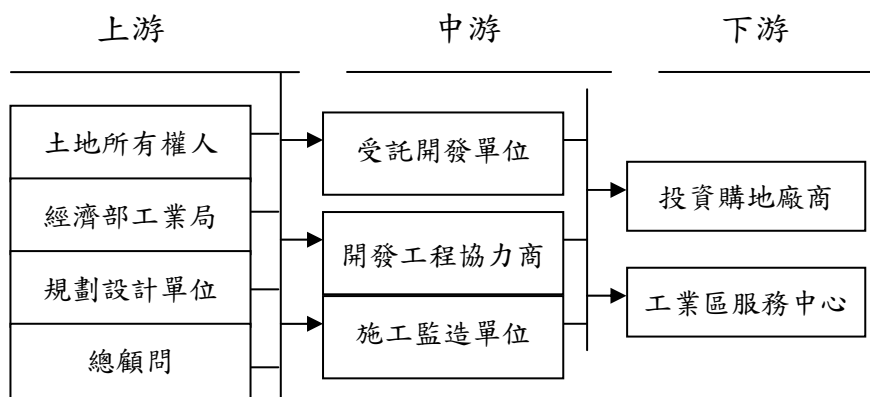 上游
中游
下游
土地所有權人
經濟部工業局
規劃設計單位
總顧問
受託開發單位
開發工程協力商
施工監造單位
投資購地廠商
工業區服務中心